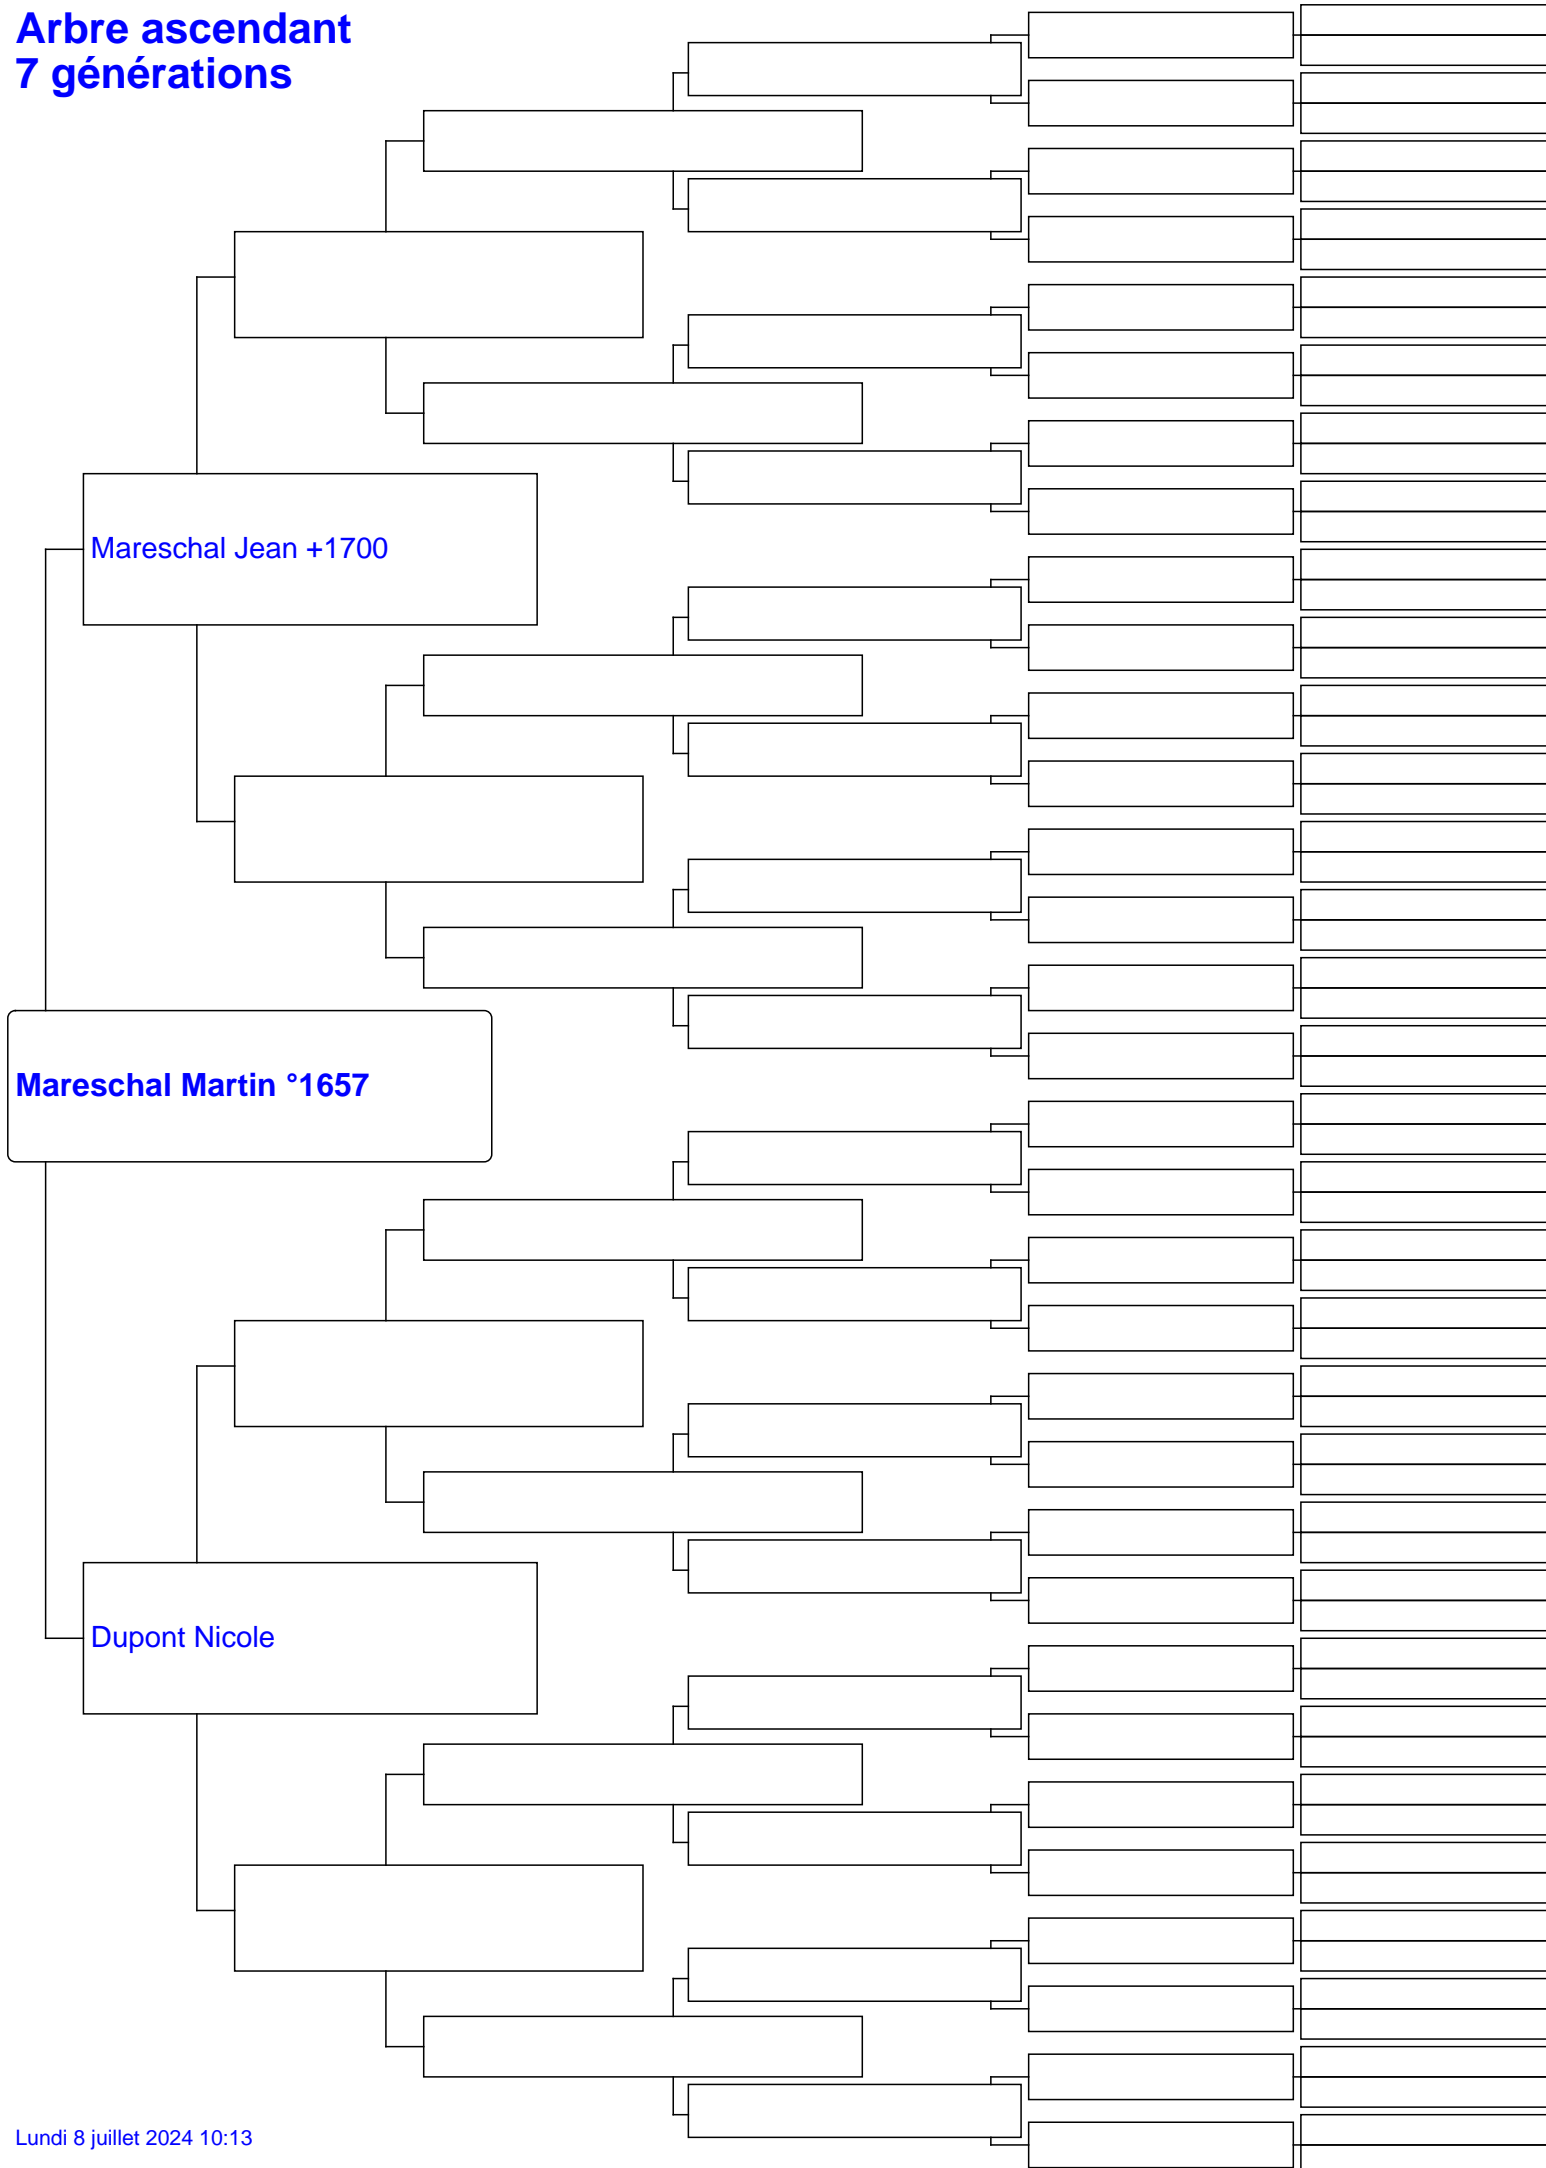 Arbre ascendant
7 générations
Mareschal Jean +1700
Mareschal Martin °1657
Dupont Nicole
Lundi 8 juillet 2024 10:13